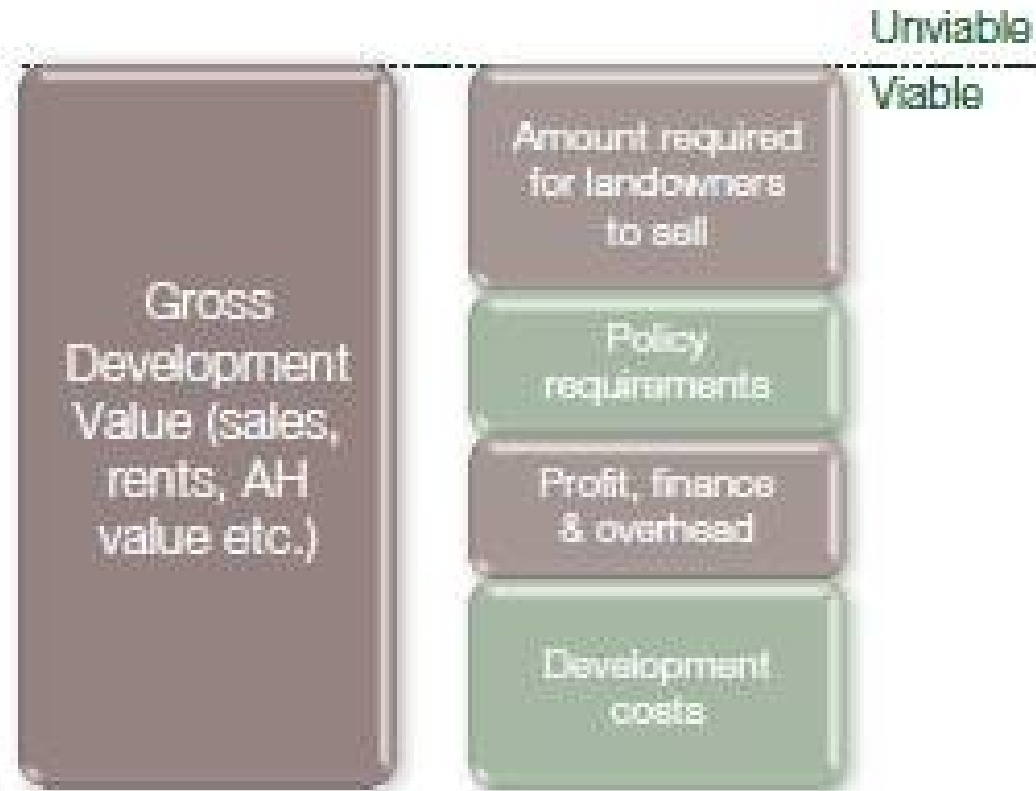 Unviable
Viable
Gross
Development
Value (sales,
rents, AH
value etc.)
Amount required
for landowners
to sell
Policy
requirements
Profit, finance
& overhead
Development
costs